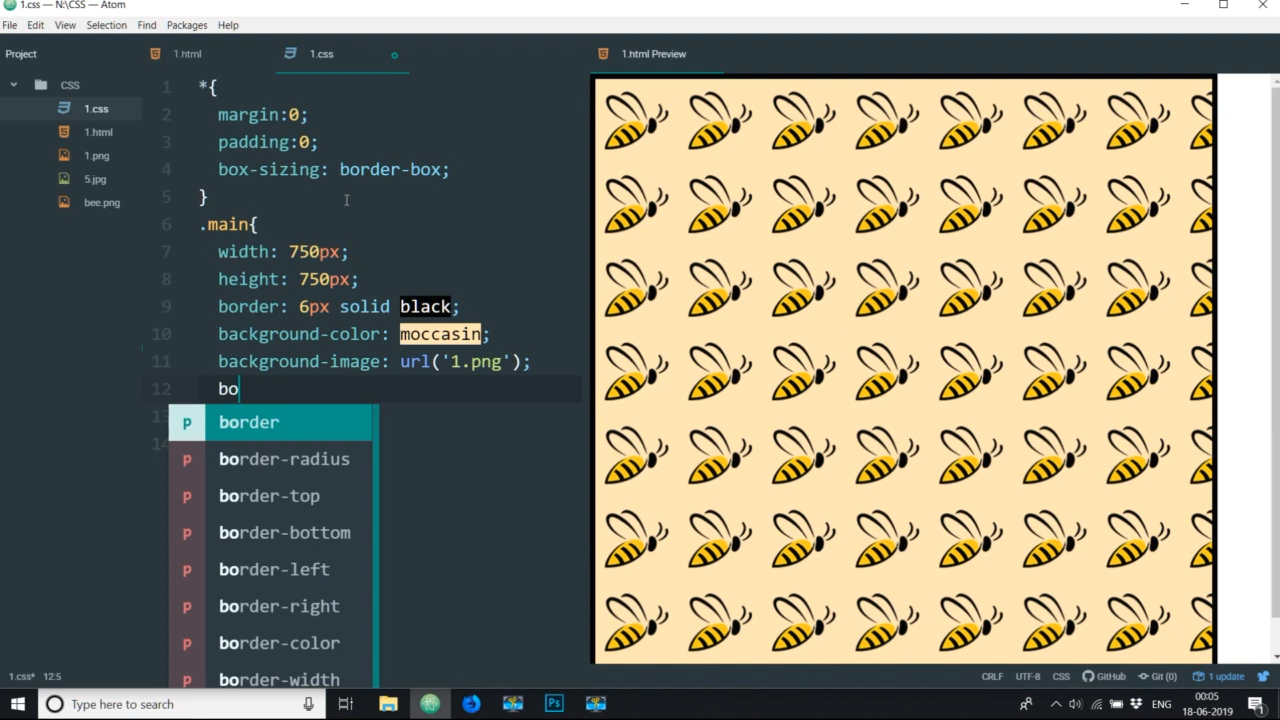 1.css — N:\CSS — Atom
File Edit View Selection Find Packages Help
Project
1.html
1.css
1.html Preview
CSS
1.css
1.html
1.png
5.jpg
bee.png
1 *{
2 margin:0;
3 padding:0;
4 box-sizing: border-box;
5 }
6 .main{
7 width: 750px;
8 height: 750px;
9 border: 6px solid black;
10 background-color: moccasin;
11 background-image: url('1.png');
12 bo
13
14
p border
p border-radius
p border-top
p border-bottom
p border-left
p border-right
p border-color
p border-width
1.css* 12:5
CRLF UTF-8 CSS GitHub Git (0) 1 update
Type here to search
Ps
ENG
00:05
18-06-2019
1